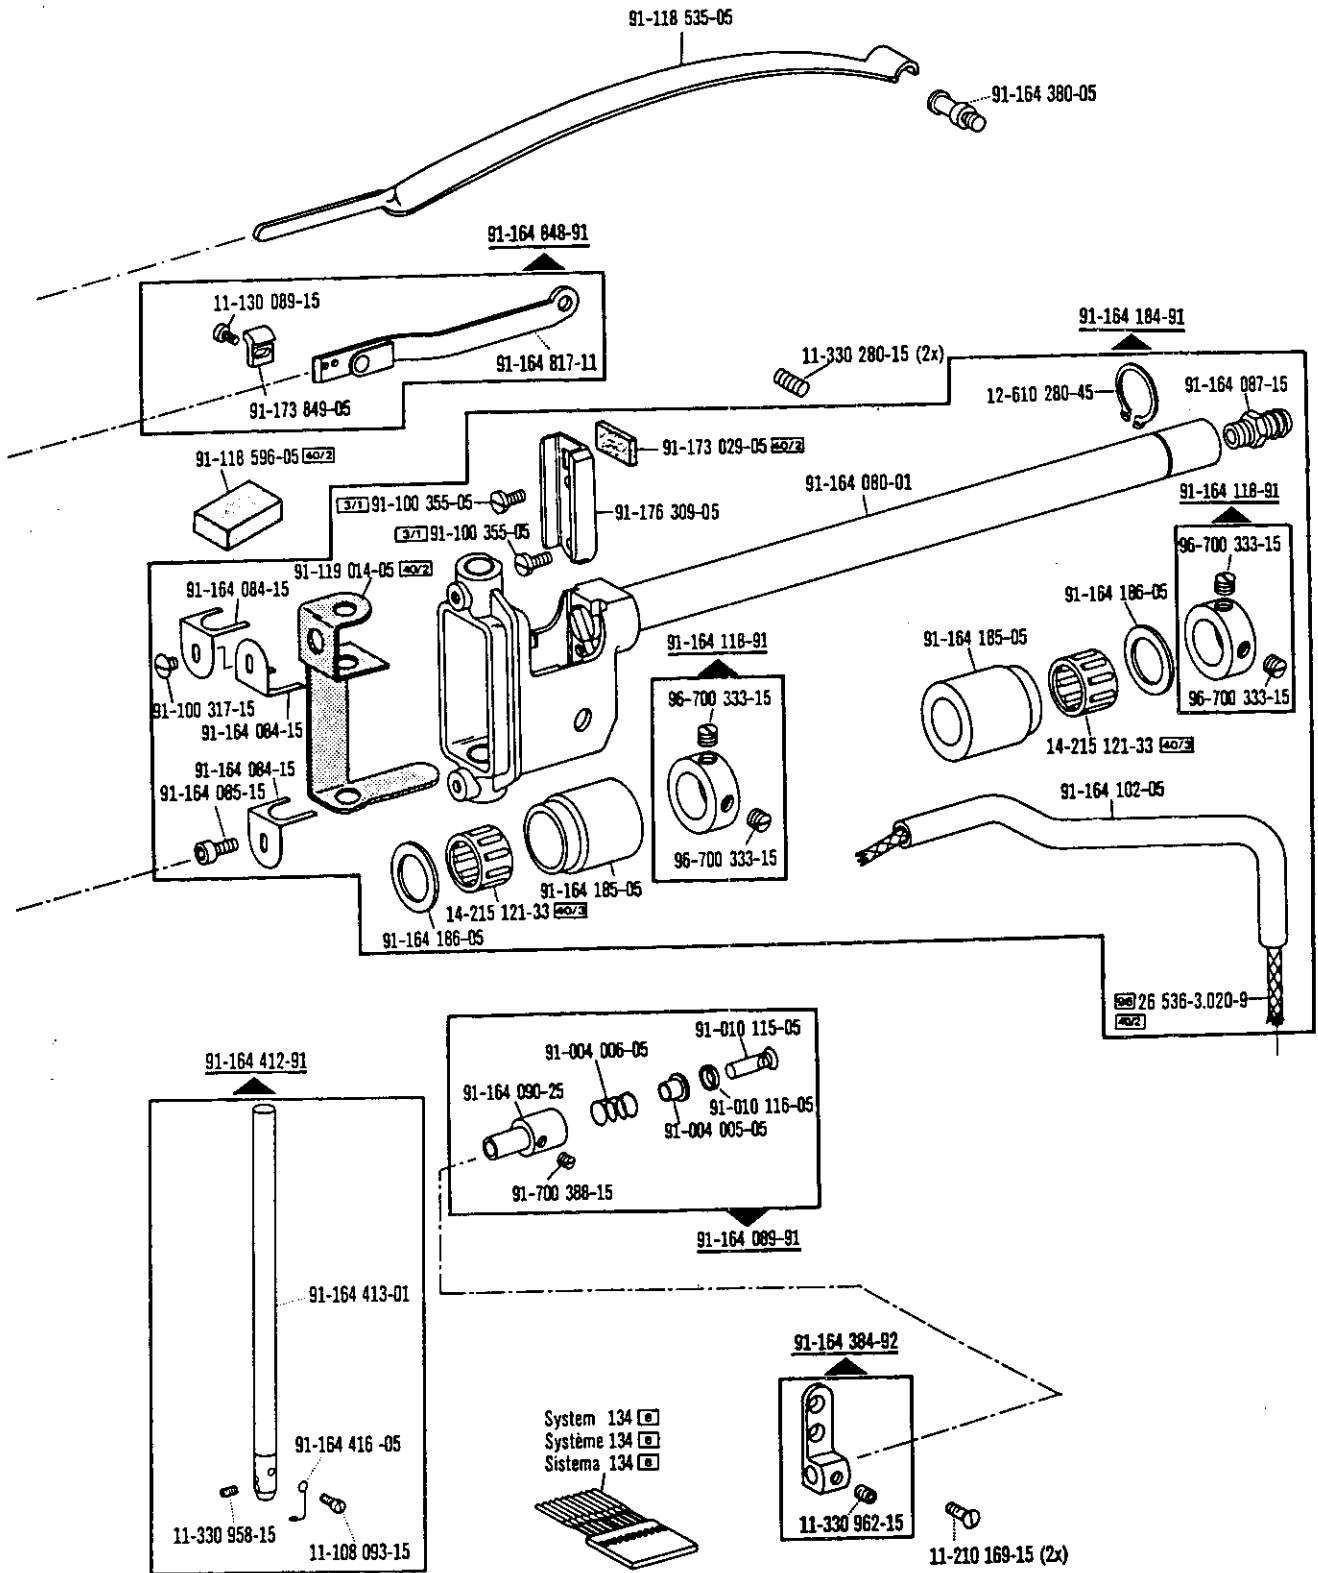 91-118 535-05
91-164 380-05
91-164 848-91
11-130 089-15
91-164 817-11
91-173 849-05
11-330 280-15 (2x)
91-164 184-91
12-610 280-45
91-164 087-15
91-118 596-05 40/2
91-173 029-05 40/2
3/1 91-100 355-05
91-176 309-05
3/1 91-100 355-05
91-164 080-01
91-164 118-91
96-700 333-15
91-164 084-15
91-119 014-05 40/2
91-164 186-05
91-164 185-05
91-164 118-91
96-700 333-15
96-700 333-15
91-100 317-15
91-164 084-15
14-215 121-33 40/3
91-164 084-15
91-164 085-15
91-164 102-05
96-700 333-15
91-164 185-05
14-215 121-33 40/3
91-164 186-05
96 26 536-3.020-9
40/2
91-010 115-05
91-004 006-05
91-164 412-91
91-164 090-25
91-010 116-05
91-004 005-05
91-700 388-15
91-164 089-91
91-164 413-01
91-164 384-92
System 134 6
Système 134 6
Sistema 134 6
91-164 416 -05
11-330 962-15
11-330 958-15
11-108 093-15
11-210 169-15 (2x)